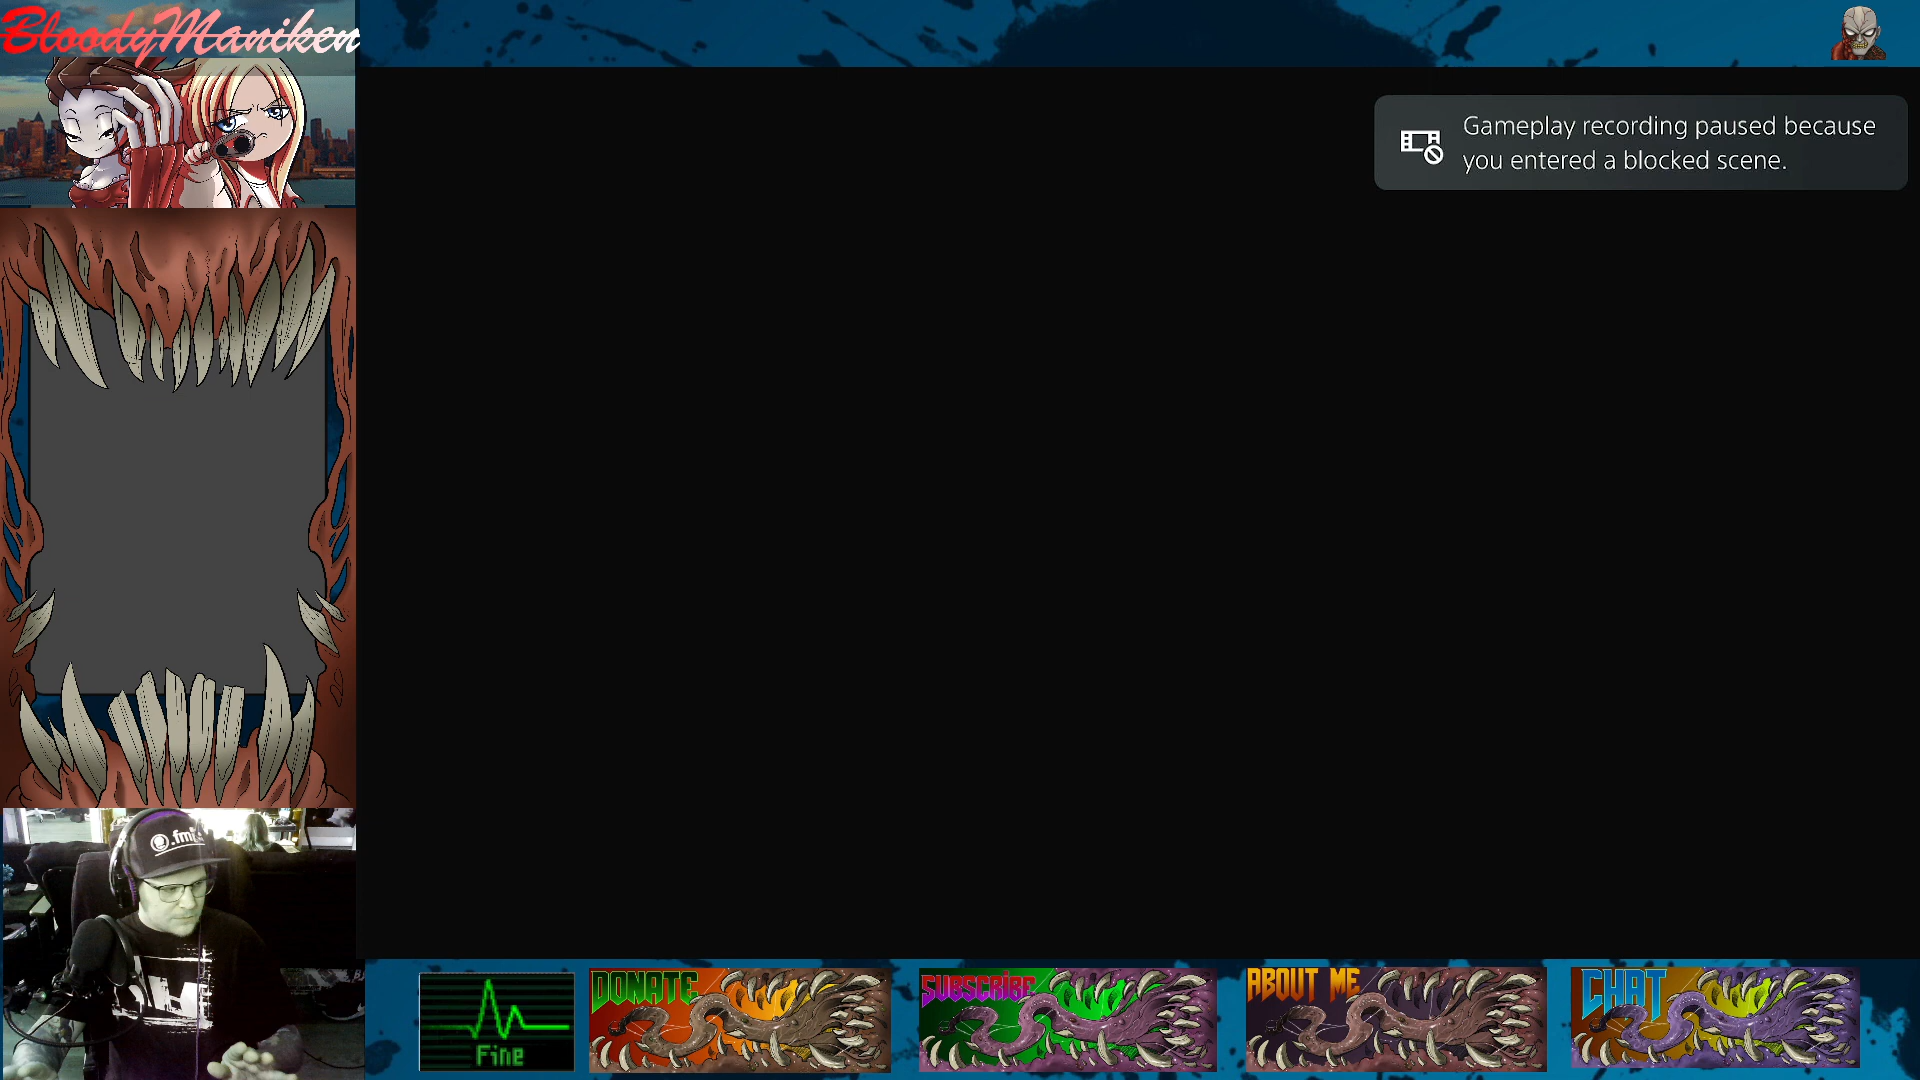 BloodyManiken
Gameplay recording paused because
you entered a blocked scene.
DONATE
SUBSCRIBE
ABOUT ME
CHAT
Fine